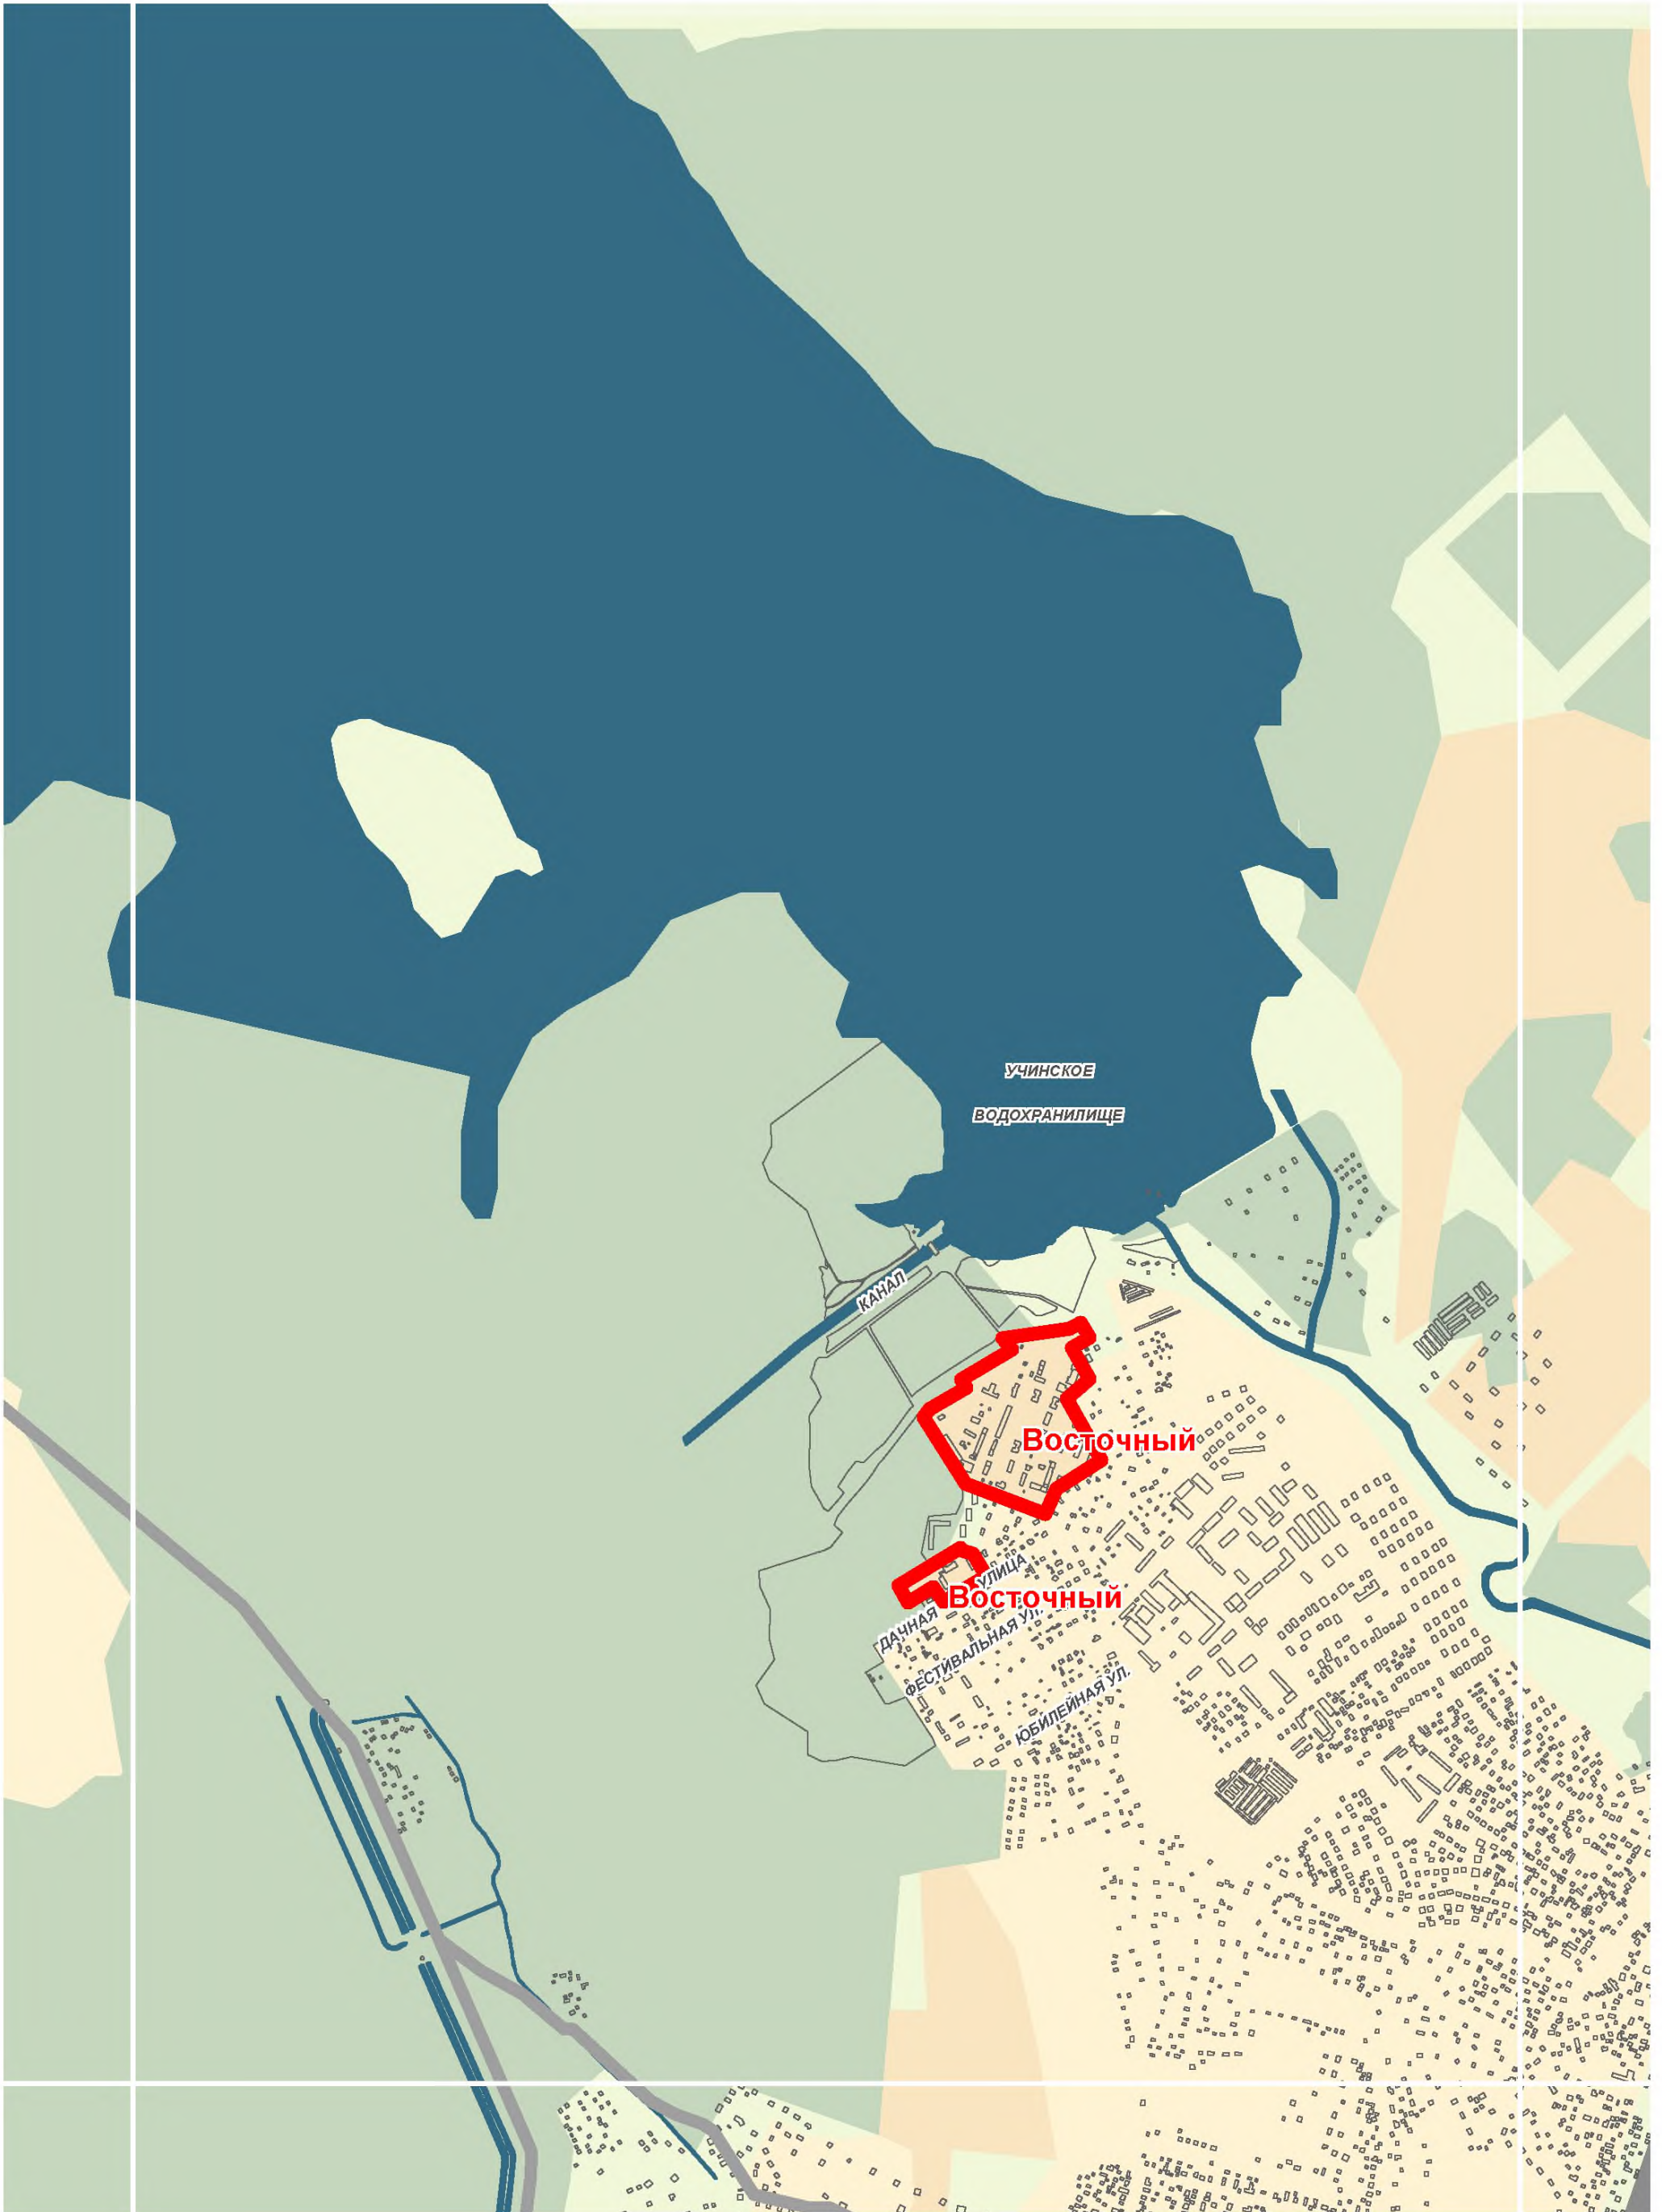 УЧИНСКОЕ
ВОДОХРАНИЛИЩЕ
КАНАЛ
Восточный
Восточный
ДАЧНАЯ УЛИЦА
ФЕСТИВАЛЬНАЯ УЛ.
ЮБИЛЕЙНАЯ УЛ.